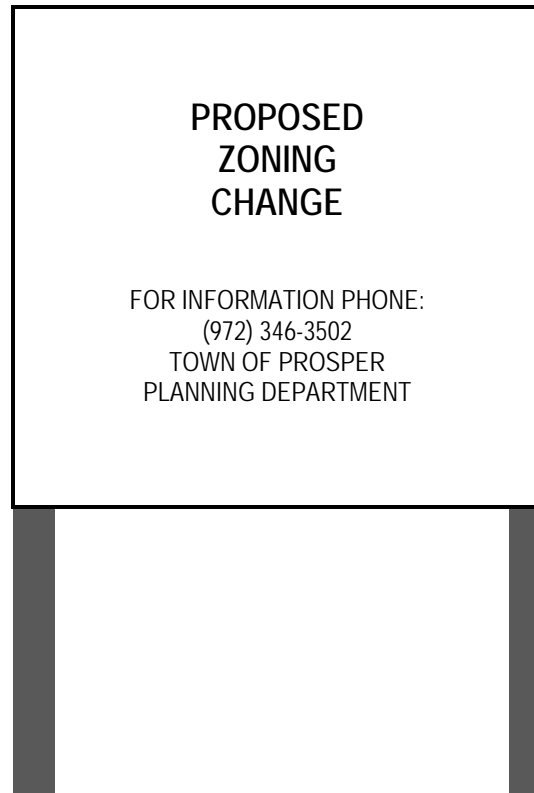 PROPOSED
ZONING
CHANGE
FOR INFORMATION PHONE:
(972) 346-3502
TOWN OF PROSPER
PLANNING DEPARTMENT